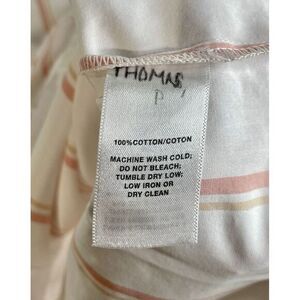 THOMAS
P
100%COTTON/COTON
MACHINE WASH COLD;
DO NOT BLEACH;
TUMBLE DRY LOW;
LOW IRON OR
DRY CLEAN